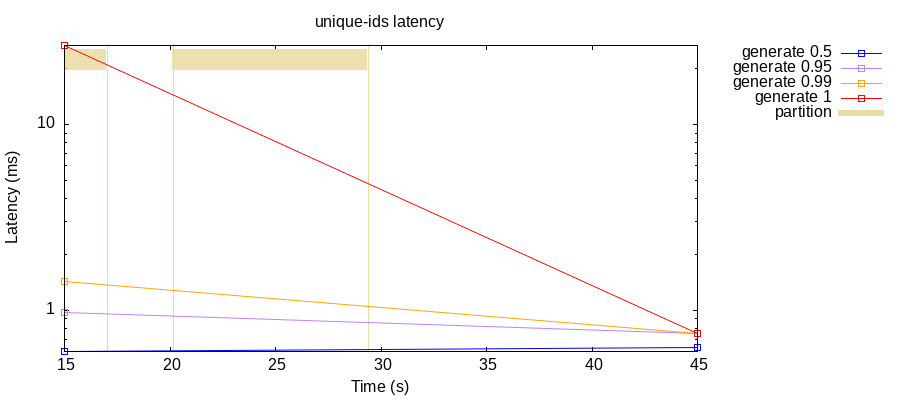 unique-ids latency
generate 0.5
generate 0.95
generate 0.99
generate 1
partition
Latency (ms)
10
1
15 20 25 30 35 40 45
Time (s)